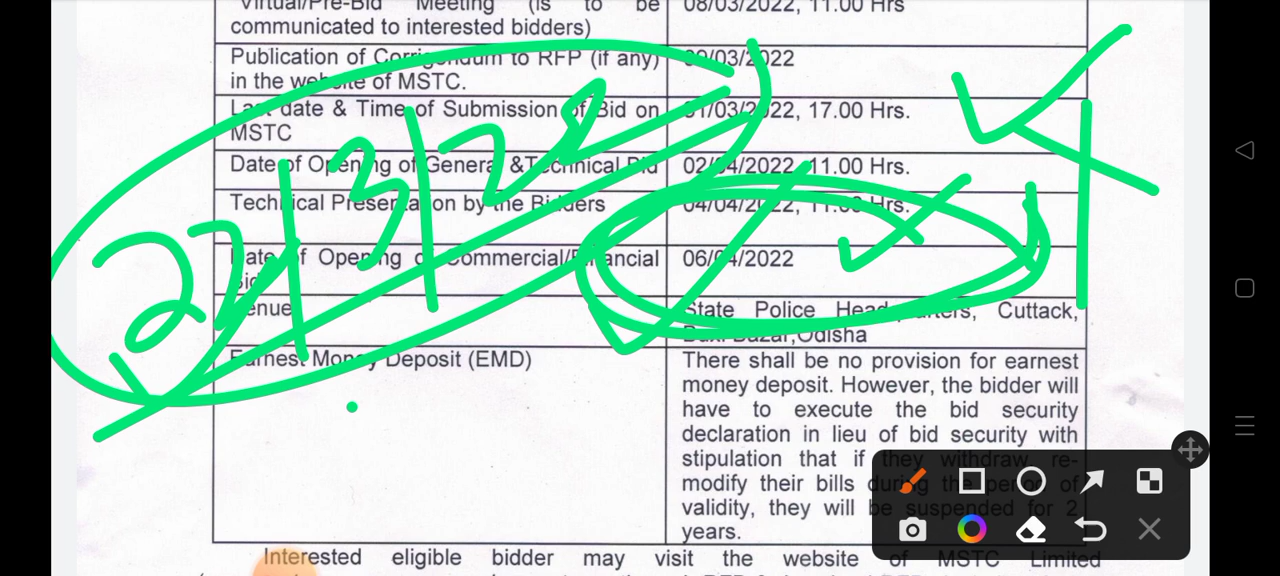 Virtual/Pre-Bid Meeting (is to be
communicated to interested bidders)
08/03/2022, 11.00 Hrs
Publication of Corrigendum to RFP (if any)
in the website of MSTC.
/03/2022
Last date & Time of Submission of Bid on
MSTC
31/03/2022, 17.00 Hrs.
Date of Opening of General &Technical Bid
02/04/2022, 11.00 Hrs.
Technical Presentation by the Bidders
04/04/2022, 11.00 Hrs.
Date of Opening of Commercial/Financial
Bid
06/04/2022
Venue
State Police Headquarters, Cuttack,
Buxi Bazar,Odisha
Earnest Money Deposit (EMD)
There shall be no provision for earnest
money deposit. However, the bidder will
have to execute the bid security
declaration in lieu of bid security with
stipulation that if they withdraw re-
modify their bills during the period of
validity, they will be suspended for 2
years.
Interested eligible bidder may visit the website of MSTC Limited
22/3/22